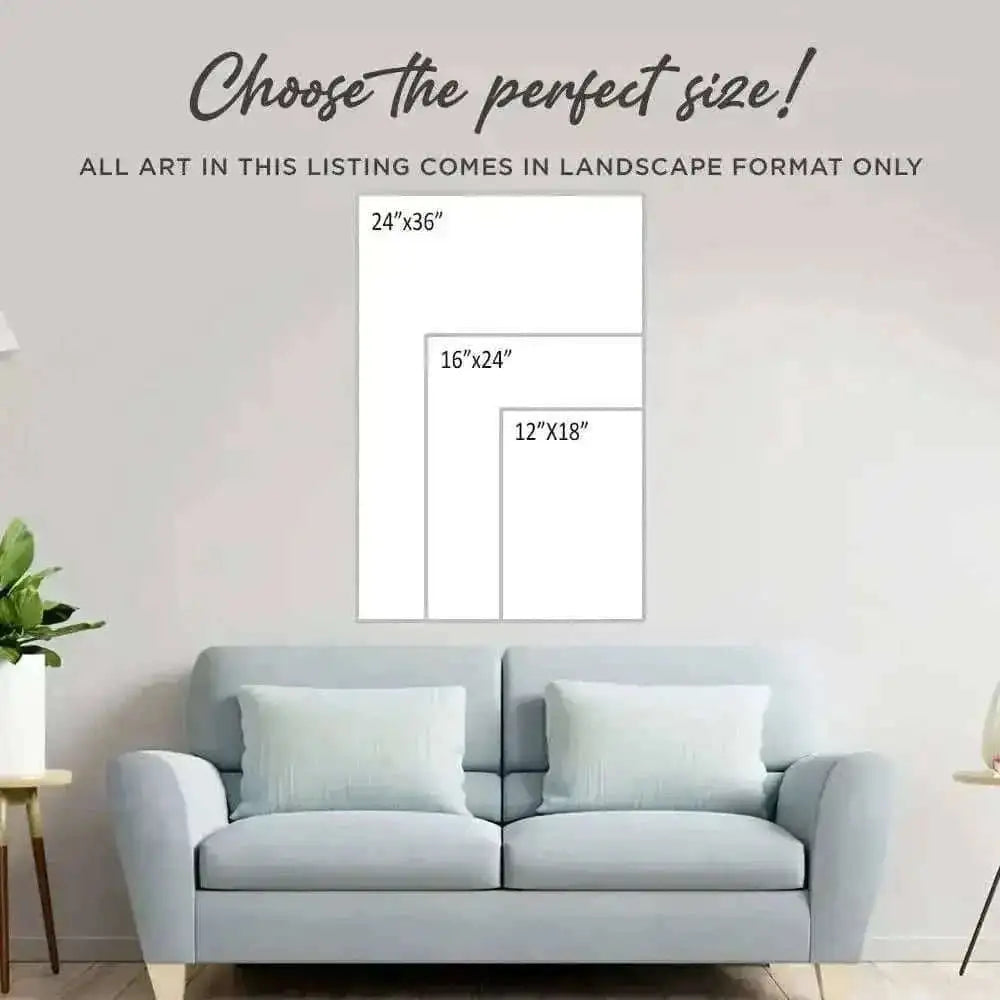 Choose the perfect size!
ALL ART IN THIS LISTING COMES IN LANDSCAPE FORMAT ONLY
24”x36”
16”x24”
12”X18”